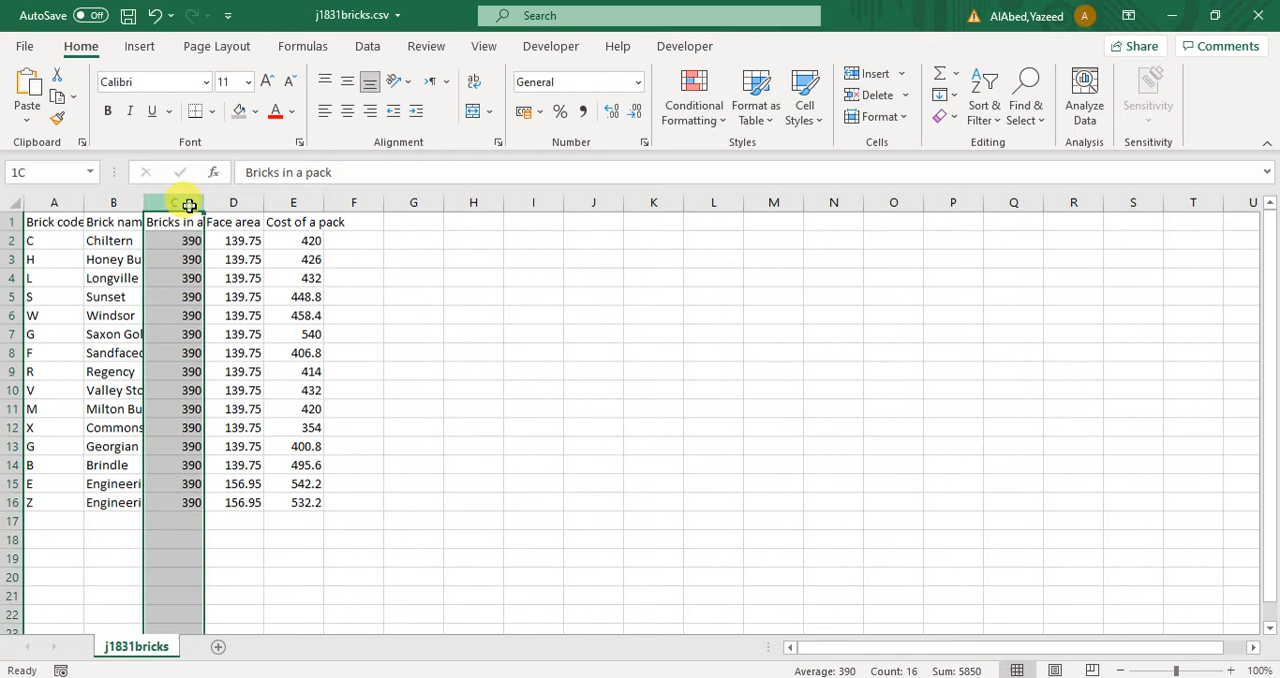 AutoSave Off j1831bricks.csv Search AlAbed,Yazeed A
File Home Insert Page Layout Formulas Data Review View Developer Help Developer Share Comments
Paste Calibri 11 General Conditional Formatting Format as Table Cell Styles Insert Delete Format Sort & Filter Find & Select Analyze Data Sensitivity
Clipboard Font Alignment Number Styles Cells Editing Analysis Sensitivity
1C fx Bricks in a pack
A B C D E F G H I J K L M N O P Q R S T U
1 Brick code Brick nam Bricks in a Face area Cost of a pack
2 C Chiltern 390 139.75 420
3 H Honey Bu 390 139.75 426
4 L Longville 390 139.75 432
5 S Sunset 390 139.75 448.8
6 W Windsor 390 139.75 458.4
7 G Saxon Gol 390 139.75 540
8 F Sandfaced 390 139.75 406.8
9 R Regency 390 139.75 414
10 V Valley Sto 390 139.75 432
11 M Milton Bu 390 139.75 420
12 X Commons 390 139.75 354
13 G Georgian 390 139.75 400.8
14 B Brindle 390 139.75 495.6
15 E Engineeri 390 156.95 542.2
16 Z Engineeri 390 156.95 532.2
17
18
19
20
21
22
23
j1831bricks
Ready Average: 390 Count: 16 Sum: 5850 100%